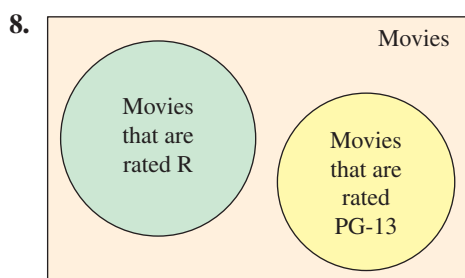 8.
Movies
Movies
that are
rated R
Movies
that are
rated
PG-13